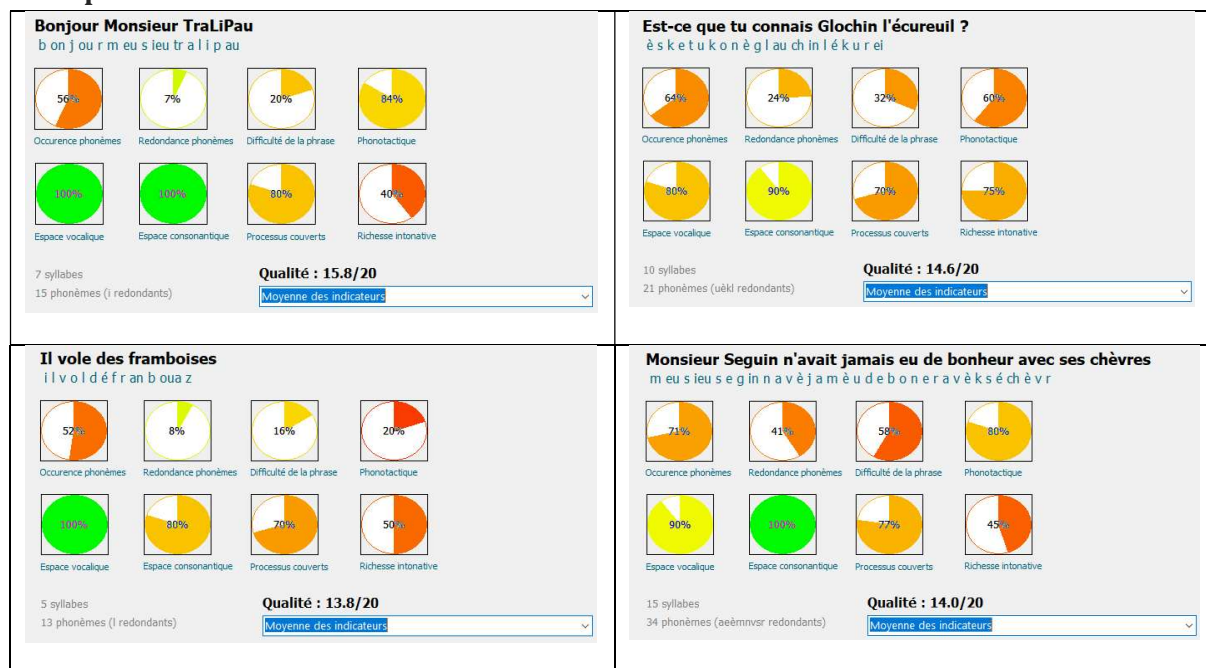 Bonjour Monsieur TraLiPau
b on j ou r m eu s ieu t r a l i p au
56% 7% 20% 84%
Occurence phonèmes Redondance phonèmes Difficulté de la phrase Phonotactique
100% 100% 80% 40%
Espace vocalique Espace consonantique Processus couverts Richesse intonative
7 syllabes
Qualité : 15.8/20
15 phonèmes (i redondants)
Moyenne des indicateurs
Est-ce que tu connais Glochin l'écureuil ?
è s k e t u k o n è g l au ch in l é k u r ei
64% 24% 32% 60%
Occurence phonèmes Redondance phonèmes Difficulté de la phrase Phonotactique
80% 90% 70% 75%
Espace vocalique Espace consonantique Processus couverts Richesse intonative
10 syllabes
Qualité : 14.6/20
21 phonèmes (uèkl redondants)
Moyenne des indicateurs
Il vole des framboises
i l v o l d é f r an b oua z
52% 8% 16% 20%
Occurence phonèmes Redondance phonèmes Difficulté de la phrase Phonotactique
100% 80% 70% 50%
Espace vocalique Espace consonantique Processus couverts Richesse intonative
5 syllabes
Qualité : 13.8/20
13 phonèmes (l redondants)
Moyenne des indicateurs
Monsieur Seguin n'avait jamais eu de bonheur avec ses chèvres
m eu s ieu s e g in n a v è j a m è u d e b o n e r a v è k s é ch è v r
71% 41% 58% 80%
Occurence phonèmes Redondance phonèmes Difficulté de la phrase Phonotactique
90% 100% 77% 45%
Espace vocalique Espace consonantique Processus couverts Richesse intonative
15 syllabes
Qualité : 14.0/20
34 phonèmes (aeèmnvsr redondants)
Moyenne des indicateurs